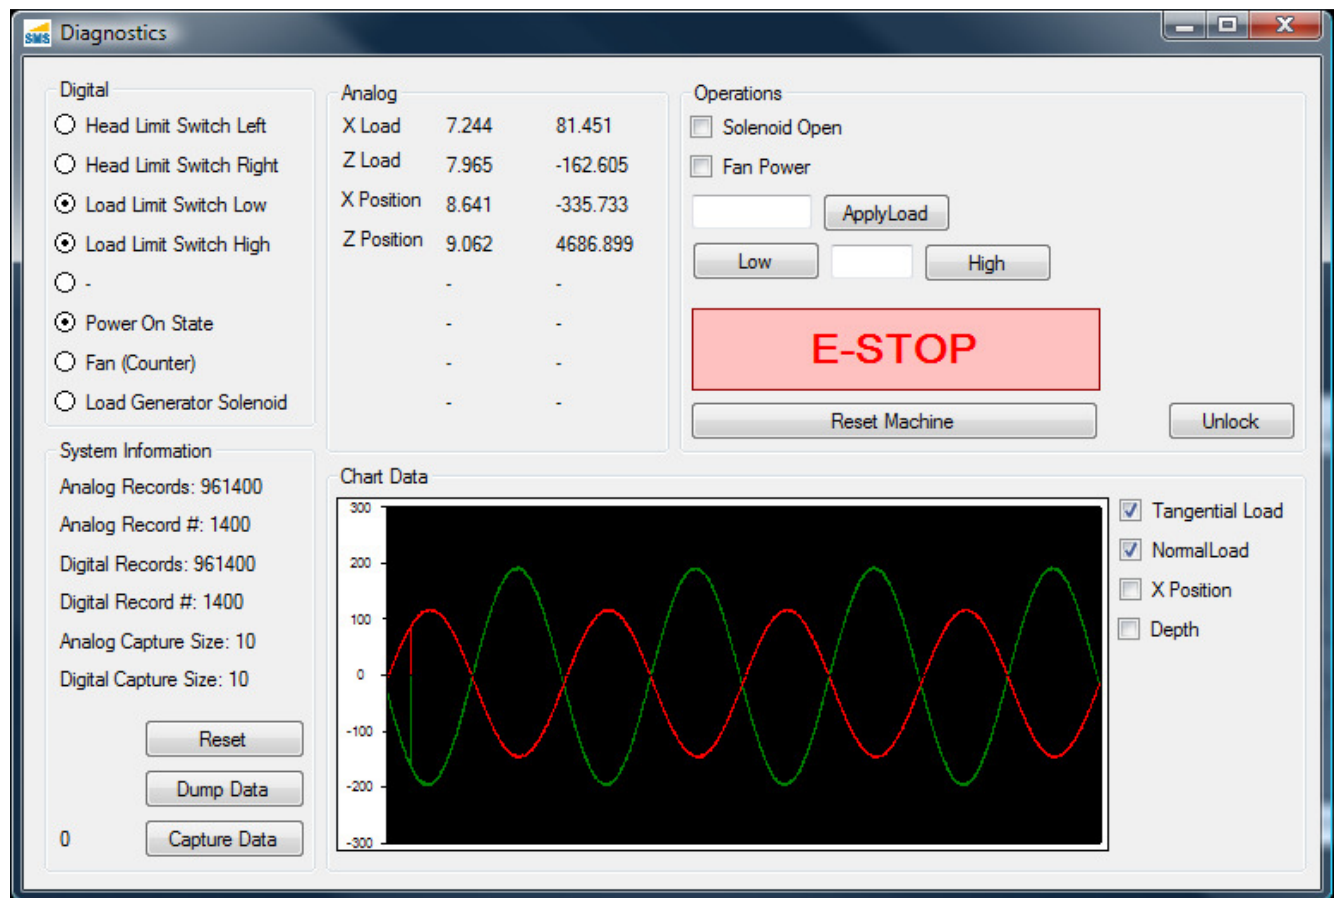 SMS Diagnostics
Digital
Head Limit Switch Left
Head Limit Switch Right
Load Limit Switch Low
Load Limit Switch High
-
Power On State
Fan (Counter)
Load Generator Solenoid
Analog
X Load 7.244 81.451
Z Load 7.965 -162.605
X Position 8.641 -335.733
Z Position 9.062 4686.899
- -
- -
- -
- -
Operations
Solenoid Open
Fan Power
ApplyLoad
Low High
E-STOP
Reset Machine Unlock
System Information
Analog Records: 961400
Analog Record #: 1400
Digital Records: 961400
Digital Record #: 1400
Analog Capture Size: 10
Digital Capture Size: 10
Reset
Dump Data
0 Capture Data
Chart Data
300
200
100
0
-100
-200
-300
Tangential Load
NormalLoad
X Position
Depth